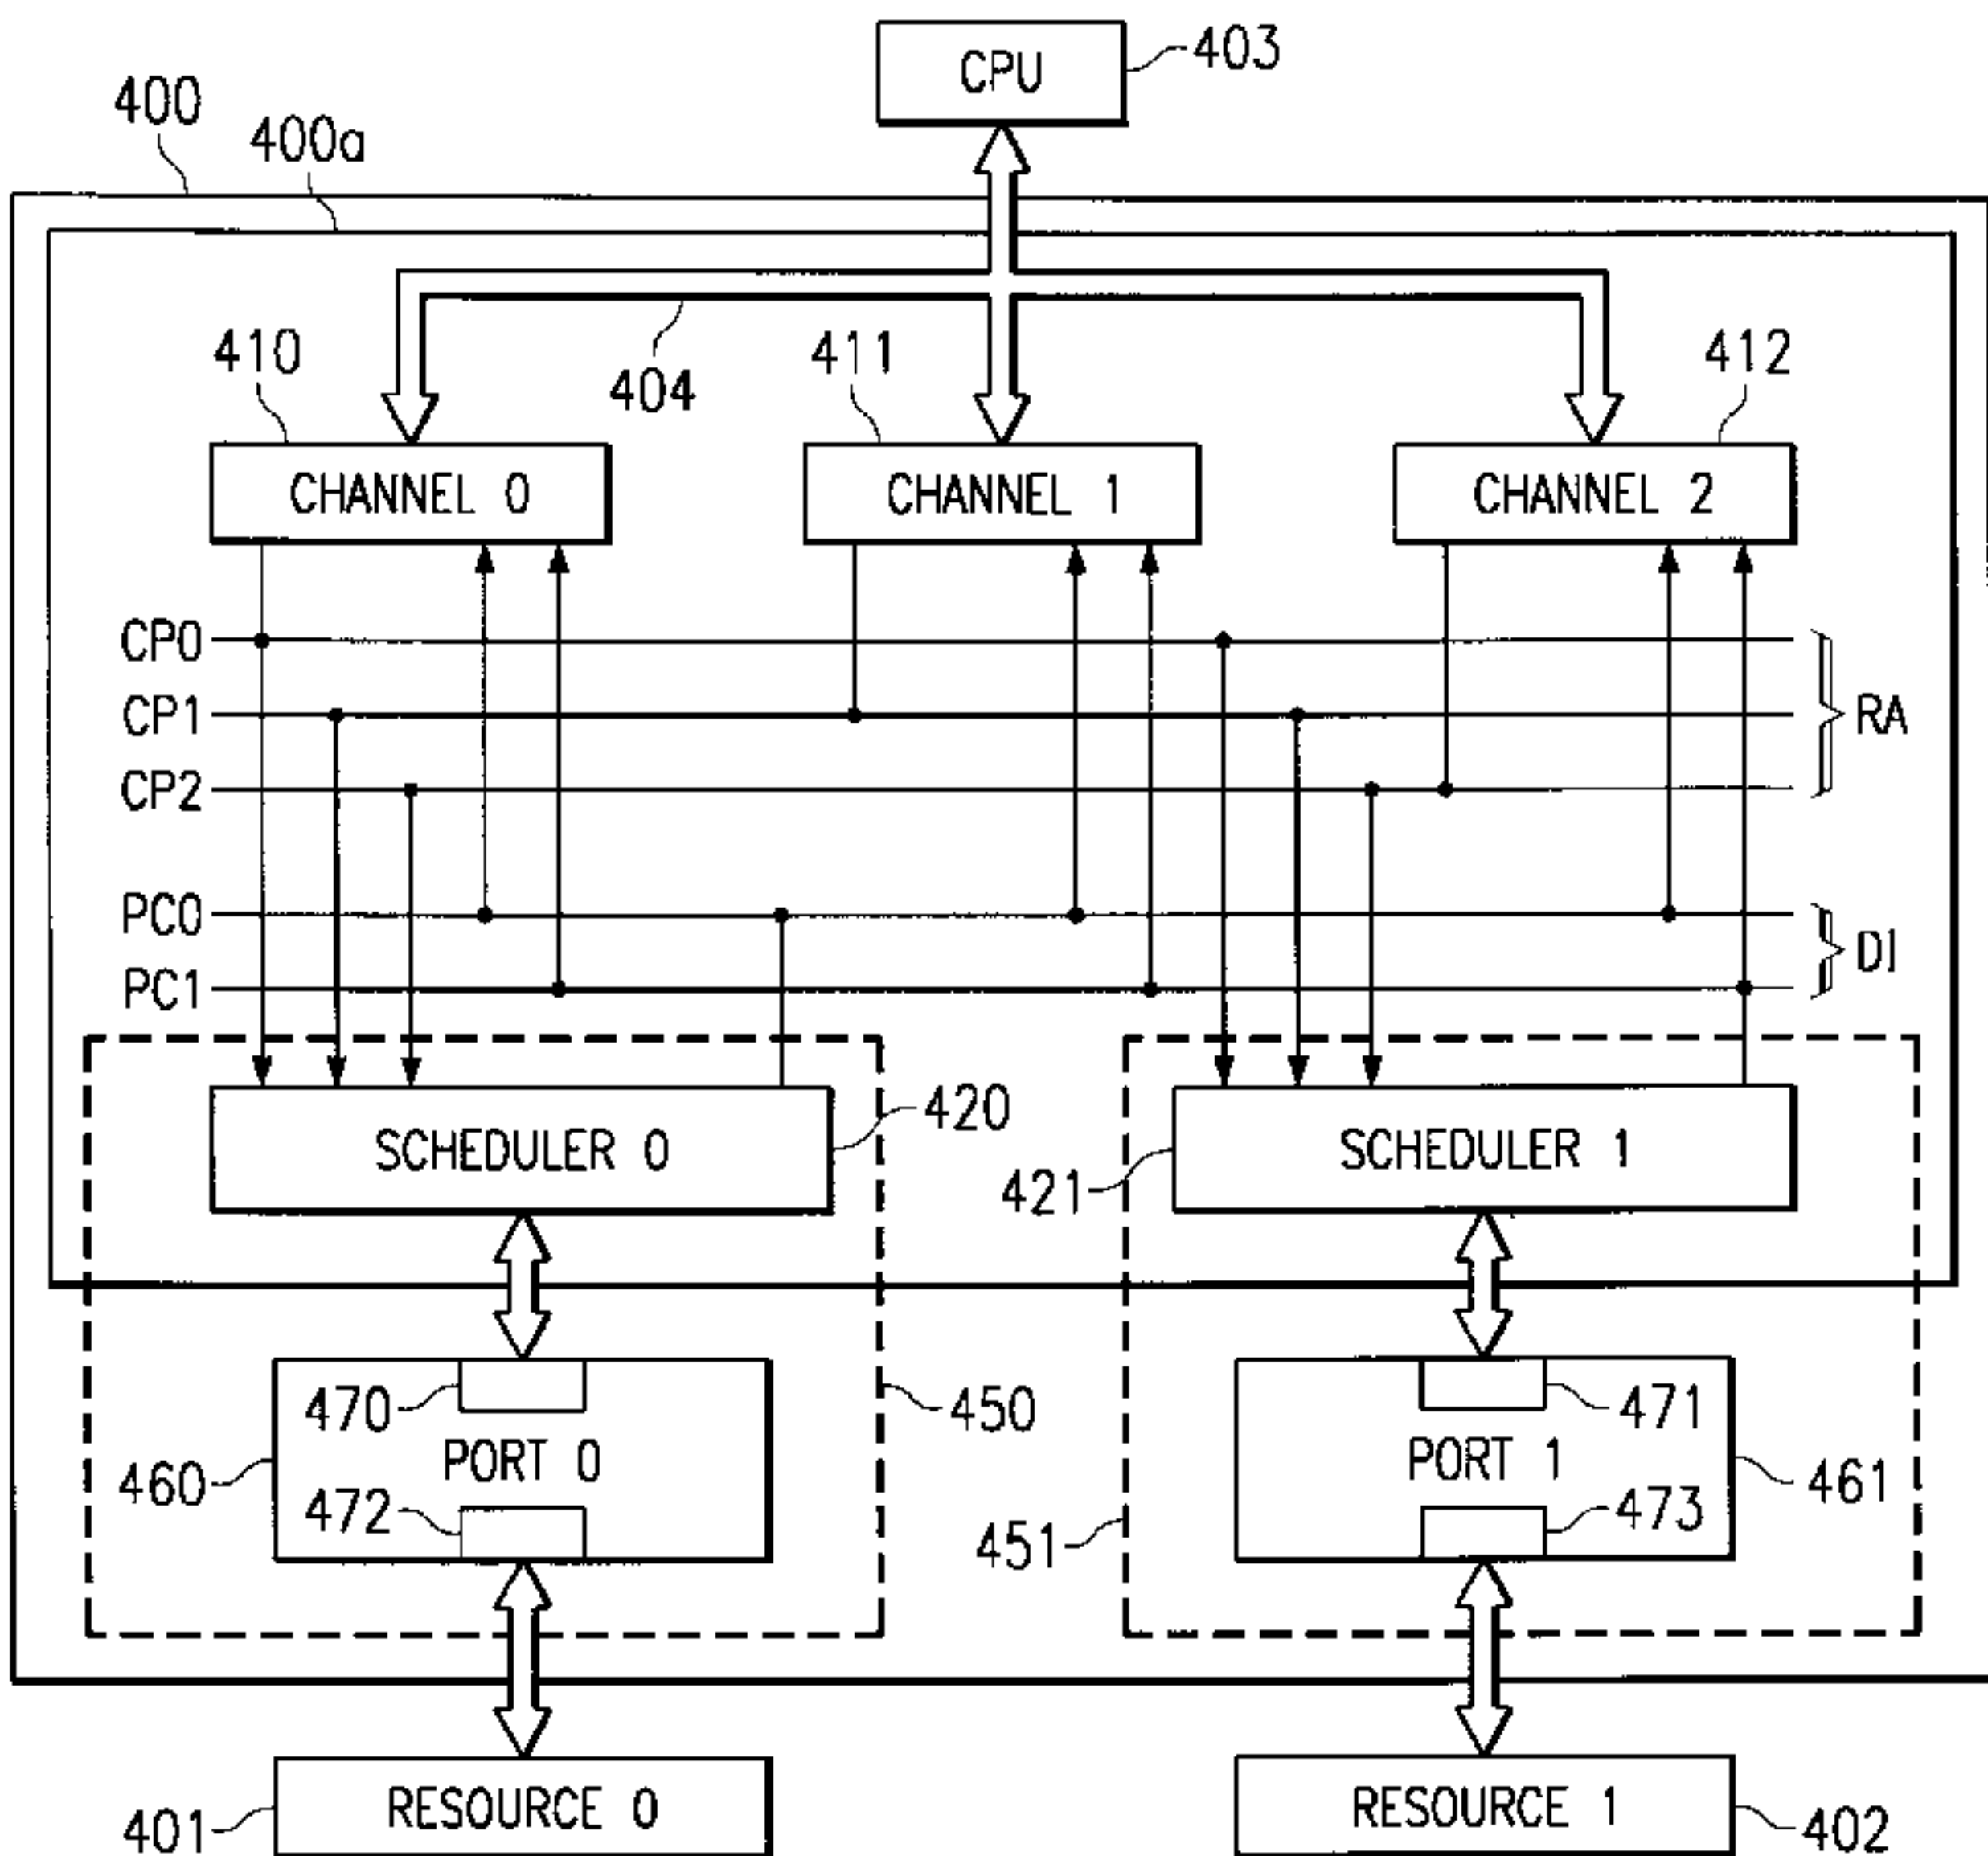 CPU
403
400
400a
410
404
411
412
CHANNEL 0
CHANNEL 1
CHANNEL 2
CP0
CP1
RA
CP2
PC0
DI
PC1
420
SCHEDULER 0
SCHEDULER 1
421
470
450
471
PORT 0
PORT 1
460
461
472
473
451
RESOURCE 0
RESOURCE 1
401
402